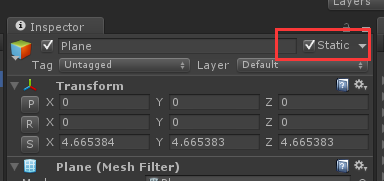 Layers
Inspector
Plane Static
Tag Untagged Layer Default
Transform
P X 0 Y 0 Z 0
R X 0 Y 0 Z 0
S X 4.665384 Y 4.665383 Z 4.665383
Plane (Mesh Filter)